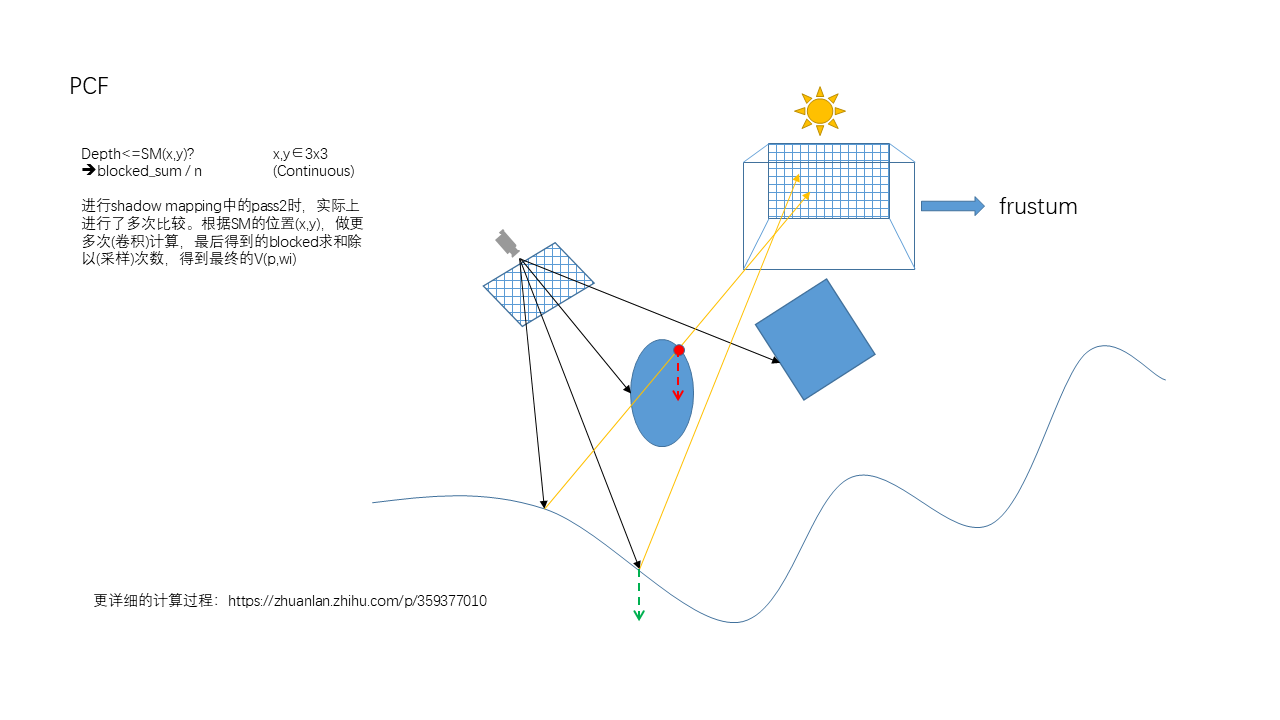 PCF
Depth<=SM(x,y)? x,y∈3x3
➔blocked_sum / n (Continuous)
进行shadow mapping中的pass2时，实际上
进行了多次比较。根据SM的位置(x,y)，做更
多次(卷积)计算，最后得到的blocked求和除
以(采样)次数，得到最终的V(p,wi)
frustum
更详细的计算过程：https://zhuanlan.zhihu.com/p/359377010